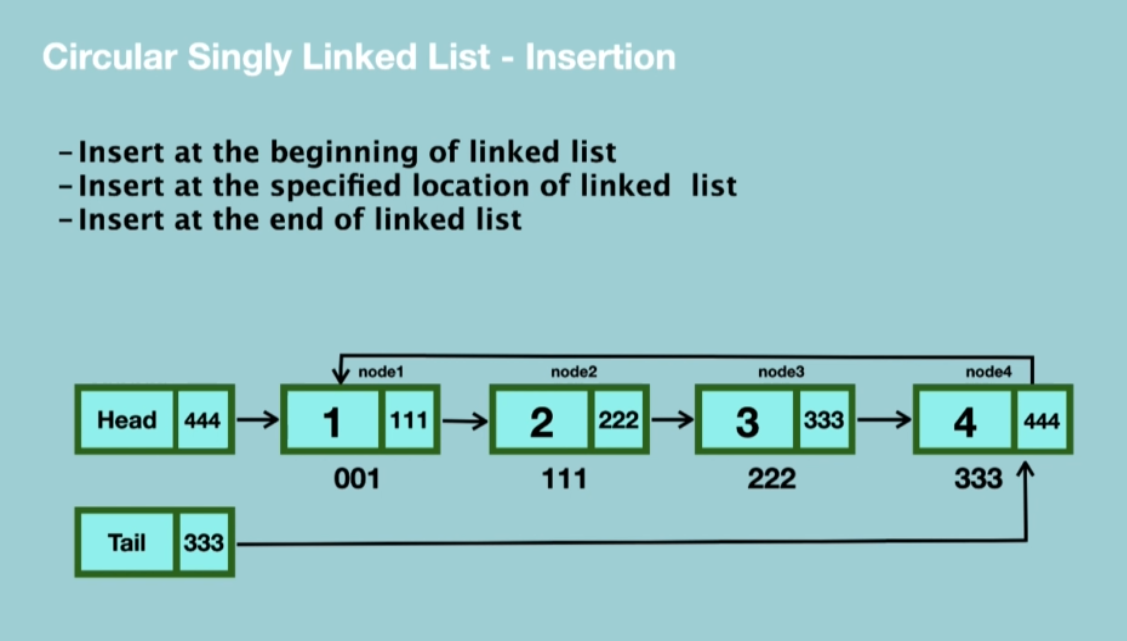 Circular Singly Linked List - Insertion
- Insert at the beginning of linked list
- Insert at the specified location of linked  list
- Insert at the end of linked list
node1 node2 node3 node4
Head 444 1 111 2 222 3 333 4 444
001 111 222 333
Tail 333